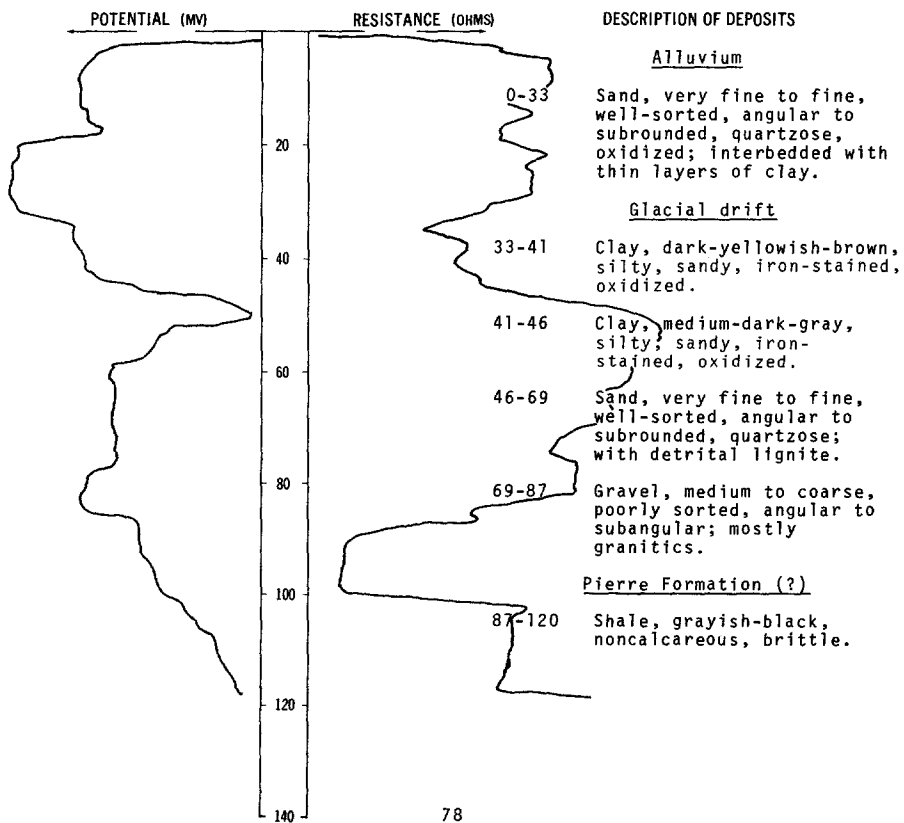 POTENTIAL (MV)
RESISTANCE (OHMS)
DESCRIPTION OF DEPOSITS
20
40
60
80
100
120
140
Alluvium
0-33 Sand, very fine to fine,
well-sorted, angular to
subrounded, quartzose,
oxidized; interbedded with
thin layers of clay.
Glacial drift
33-41 Clay, dark-yellowish-brown,
silty, sandy, iron-stained,
oxidized.
41-46 Clay, medium-dark-gray,
silty, sandy, iron-
stained, oxidized.
46-69 Sand, very fine to fine,
well-sorted, angular to
subrounded, quartzose;
with detrital lignite.
69-87 Gravel, medium to coarse,
poorly sorted, angular to
subangular; mostly
granitics.
Pierre Formation (?)
87-120 Shale, grayish-black,
noncalcareous, brittle.
78